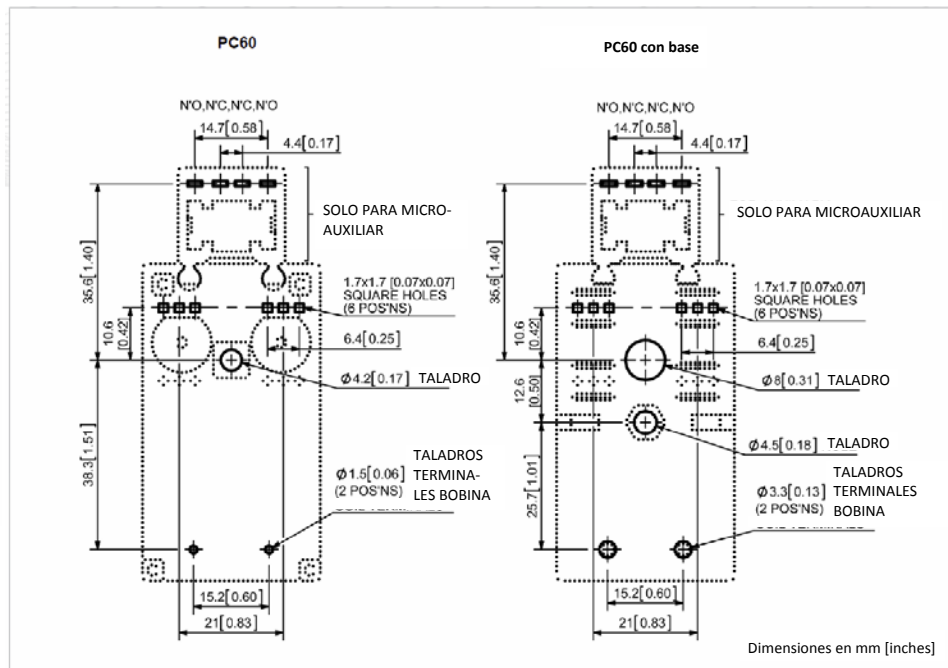 PC60
N'O,N'C,N'C,N'O
14.7[0.58]
4.4[0.17]
SOLO PARA MICRO-
AUXILIAR
35.6[1.40]
1.7x1.7 [0.07x0.07]
SQUARE HOLES
(6 POS'NS)
10.6
[0.42]
6.4[0.25]
Ø4.2[0.17] TALADRO
38.3[1.51]
TALADROS
Ø1.5[0.06] TERMINA-
(2 POS'NS) LES BOBINA
15.2[0.60]
21[0.83]
PC60 con base
N'O,N'C,N'C,N'O
14.7[0.58]
4.4[0.17]
SOLO PARA MICROAUXILIAR
35.6[1.40]
1.7x1.7 [0.07x0.07]
SQUARE HOLES
(6 POS'NS)
10.6
[0.42]
6.4[0.25]
Ø8[0.31] TALADRO
12.6
[0.50]
Ø4.5[0.18] TALADRO
25.7[1.01]
TALADROS
Ø3.3[0.13] TERMINALES
(2 POS'NS) BOBINA
15.2[0.60]
21[0.83]
Dimensiones en mm [inches]